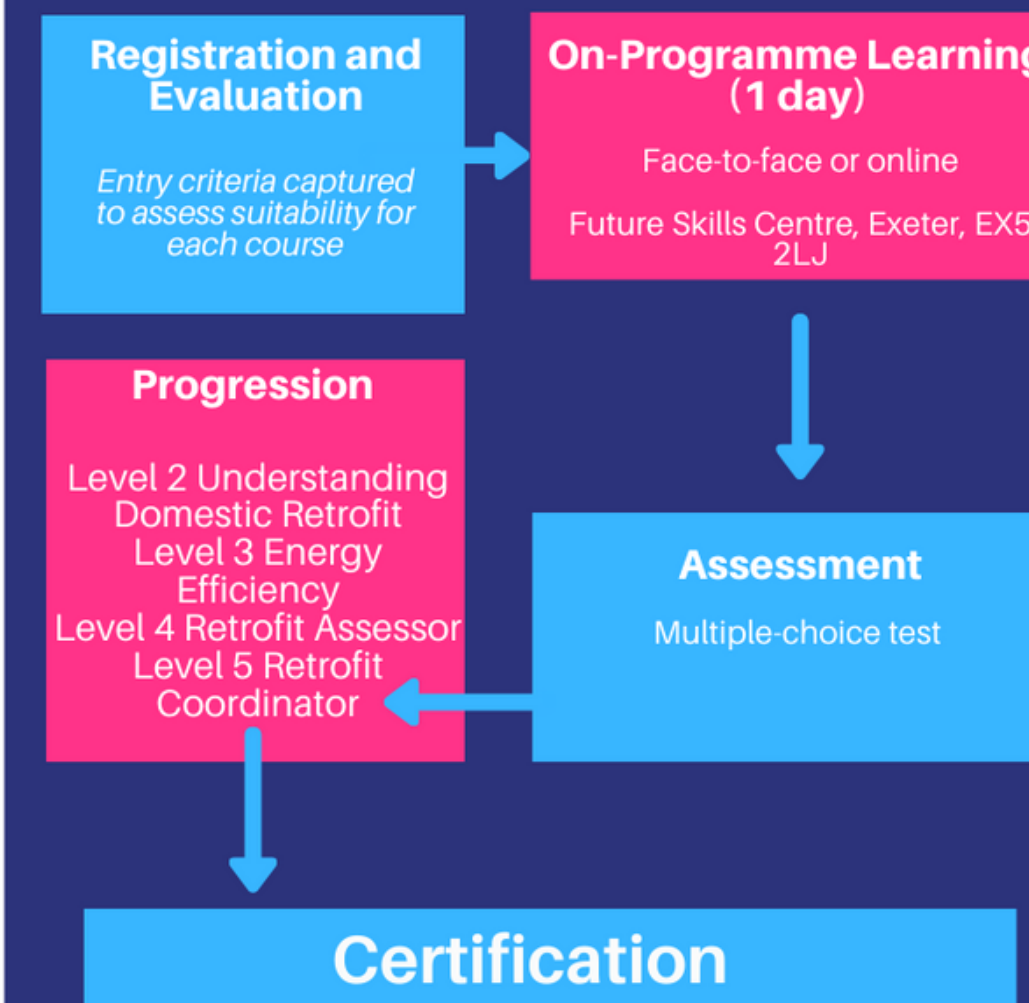 Registration and
Evaluation
Entry criteria captured
to assess suitability for
each course
On-Programme Learning
(1 day)
Face-to-face or online
Future Skills Centre, Exeter, EX5
2LJ
Assessment
Multiple-choice test
Progression
Level 2 Understanding
Domestic Retrofit
Level 3 Energy
Efficiency
Level 4 Retrofit Assessor
Level 5 Retrofit
Coordinator
Certification